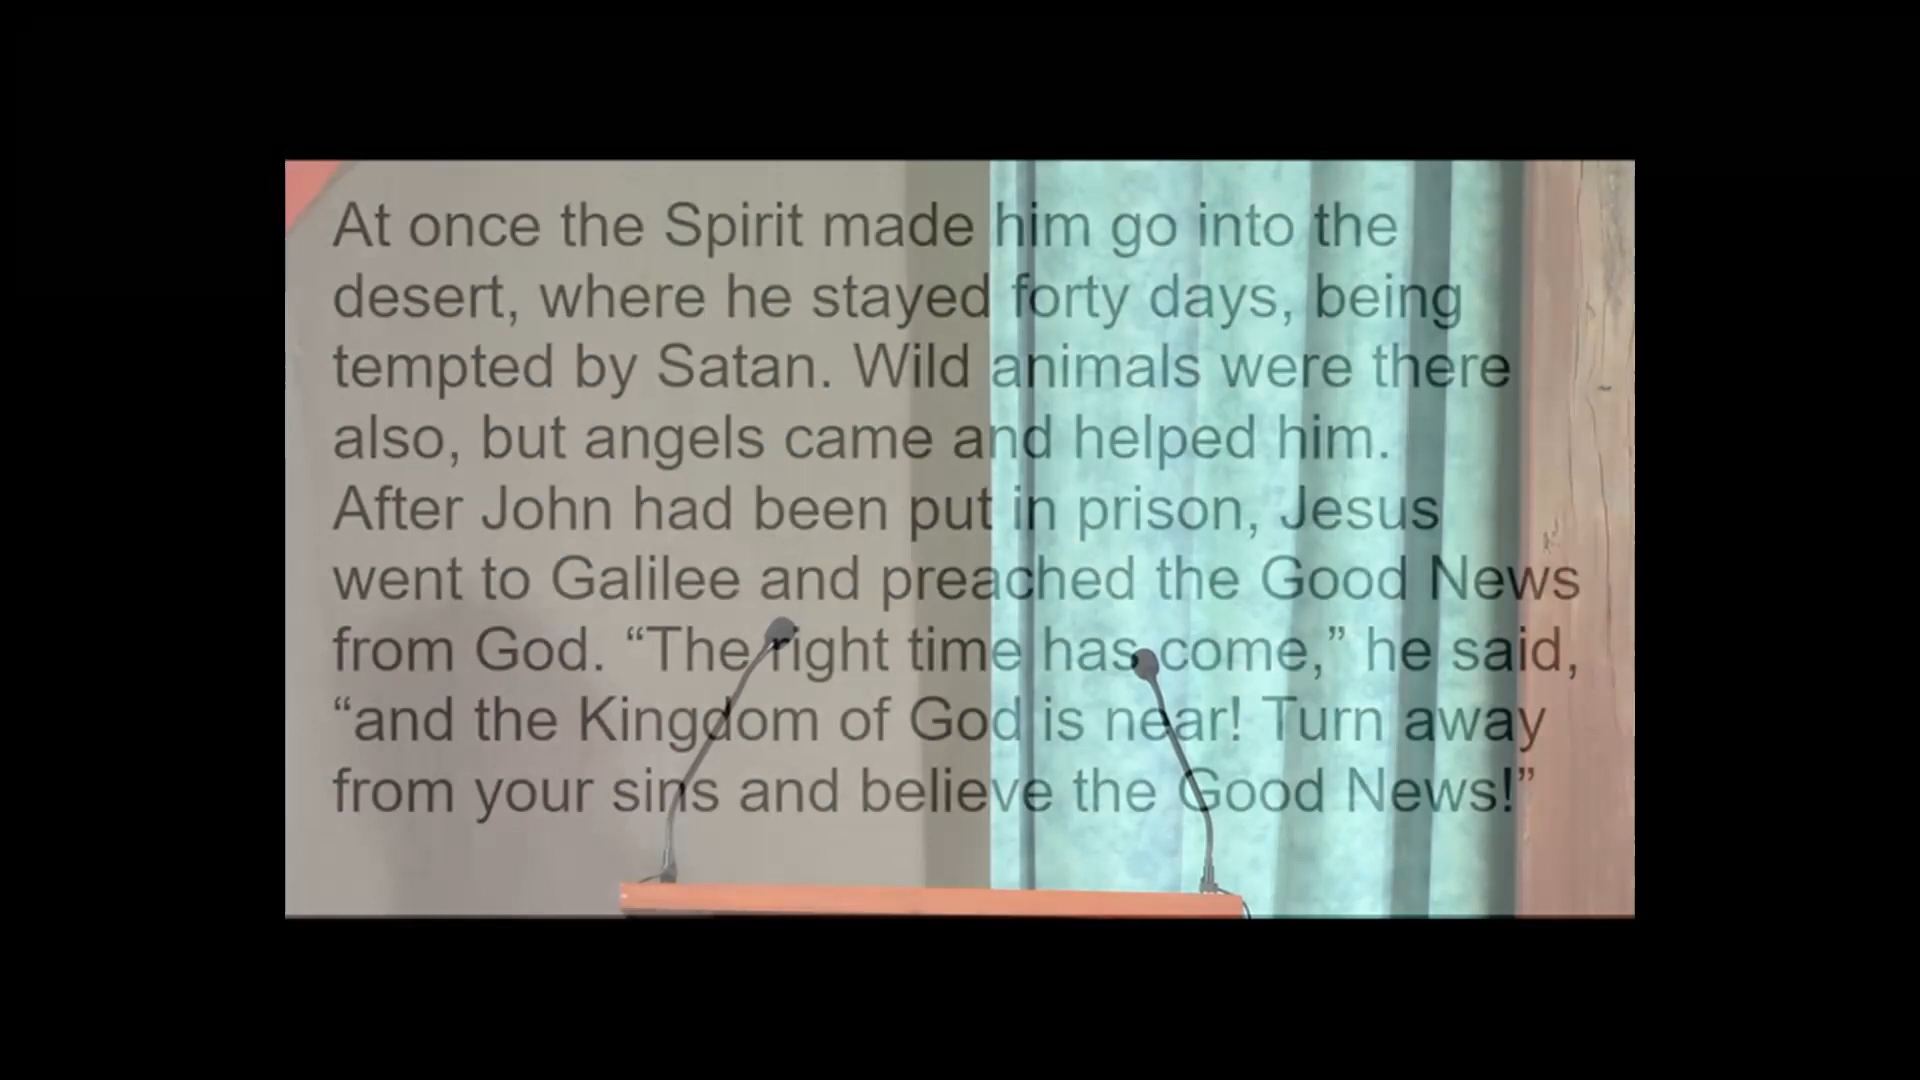 At once the Spirit made him go into the
desert, where he stayed forty days, being
tempted by Satan. Wild animals were there
also, but angels came and helped him.
After John had been put in prison, Jesus
went to Galilee and preached the Good News
from God. “The right time has come,” he said,
“and the Kingdom of God is near! Turn away
from your sins and believe the Good News!”